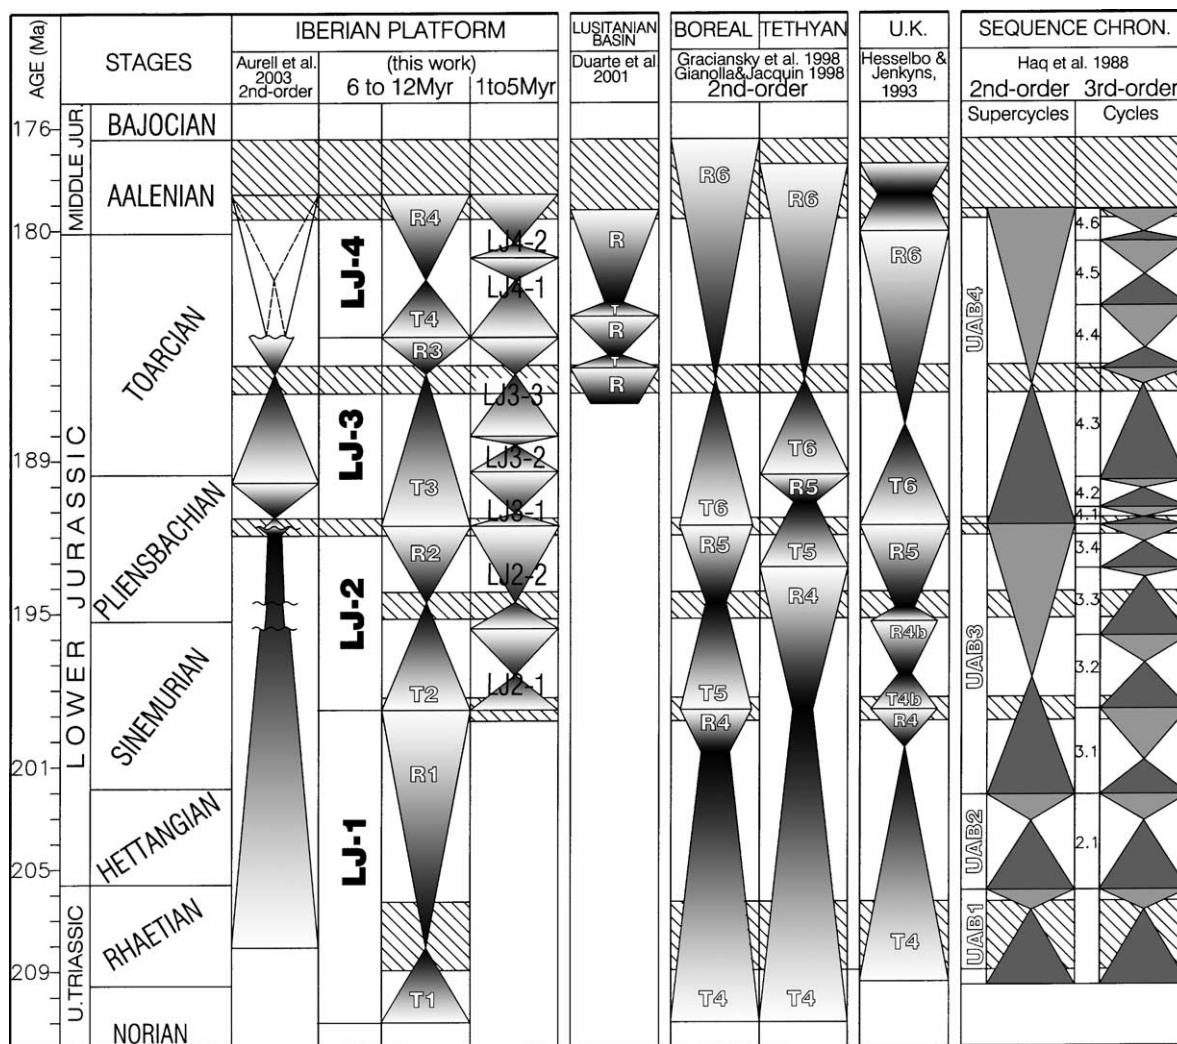 AGE (Ma)
STAGES
IBERIAN PLATFORM
Aurell et al.
2003
2nd-order
(this work)
6 to 12Myr
1to5Myr
LUSITANIAN
BASIN
Duarte et al
2001
BOREAL
TETHYAN
Graciansky et al. 1998
Gianolla&Jacquin 1998
2nd-order
U.K.
Hesselbo &
Jenkyns,
1993
SEQUENCE CHRON.
Haq et al. 1988
2nd-order
3rd-order
Supercycles
Cycles
176
180
189
195
201
205
209
MIDDLE JUR.
LOWER JURASSIC
U.TRIASSIC
BAJOCIAN
AALENIAN
TOARCIAN
PLIENSBACHIAN
SINEMURIAN
HETTANGIAN
RHAETIAN
NORIAN
LJ-4
LJ-3
LJ-2
LJ-1
R4
T4
R3
T3
R2
T2
R1
T1
LJ4-2
LJ4-1
LJ3-3
LJ3-2
LJ3-1
LJ2-2
LJ2-1
R
T
R
T
R
R6
T6
R5
T5
R4
T4
R6
T6
R5
T5
R4
T4
R6
T6
R5
R4b
T4b
R4
T4
UAB4
UAB3
UAB2
UAB1
4.6
4.5
4.4
4.3
4.2
4.1
3.4
3.3
3.2
3.1
2.1